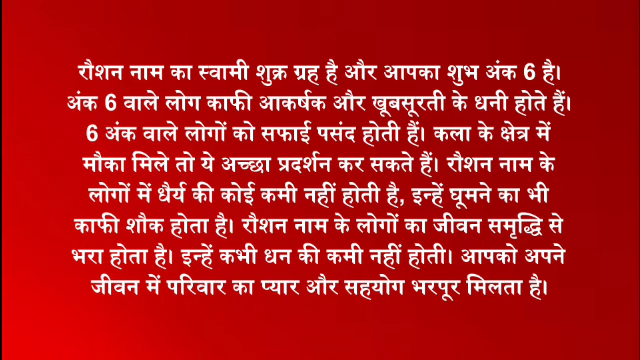 रौशन नाम का स्वामी शुक्र ग्रह है और आपका शुभ अंक 6 है।
अंक 6 वाले लोग काफी आकर्षक और खूबसूरती के धनी होते हैं।
6 अंक वाले लोगों को सफाई पसंद होती हैं। कला के क्षेत्र में
मौका मिले तो ये अच्छा प्रदर्शन कर सकते हैं। रौशन नाम के
लोगों में धैर्य की कोई कमी नहीं होती है, इन्हें घूमने का भी
काफी शौक होता है। रौशन नाम के लोगों का जीवन समृद्धि से
भरा होता है। इन्हें कभी धन की कमी नहीं होती। आपको अपने
जीवन में परिवार का प्यार और सहयोग भरपूर मिलता है।